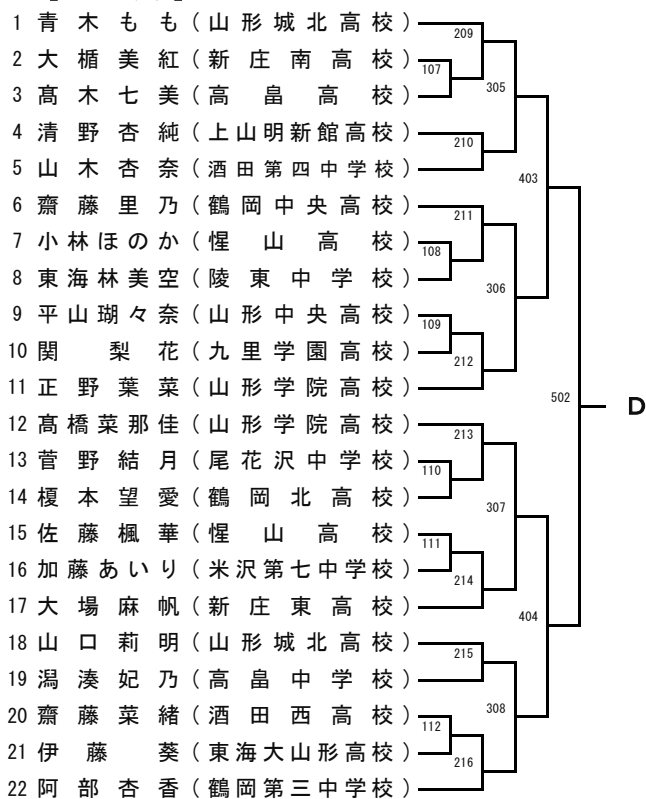 1 青木もも（山形城北高校）
2 大楯美紅（新庄南高校）
3 髙木七美（高畠高校）
4 清野杏純（上山明新館高校）
5 山木杏奈（酒田第四中学校）
6 齋藤里乃（鶴岡中央高校）
7 小林ほのか（惺山高校）
8 東海林美空（陵東中学校）
9 平山瑚々奈（山形中央高校）
10 関梨花（九里学園高校）
11 正野葉菜（山形学院高校）
12 髙橋菜那佳（山形学院高校）
13 菅野結月（尾花沢中学校）
14 榎本望愛（鶴岡北高校）
15 佐藤楓華（惺山高校）
16 加藤あいり（米沢第七中学校）
17 大場麻帆（新庄東高校）
18 山口莉明（山形城北高校）
19 潟湊妃乃（高畠中学校）
20 齋藤菜緒（酒田西高校）
21 伊藤葵（東海大山形高校）
22 阿部杏香（鶴岡第三中学校）
107
108
109
110
111
112
209
210
211
212
213
214
215
216
305
306
307
308
403
404
502
D